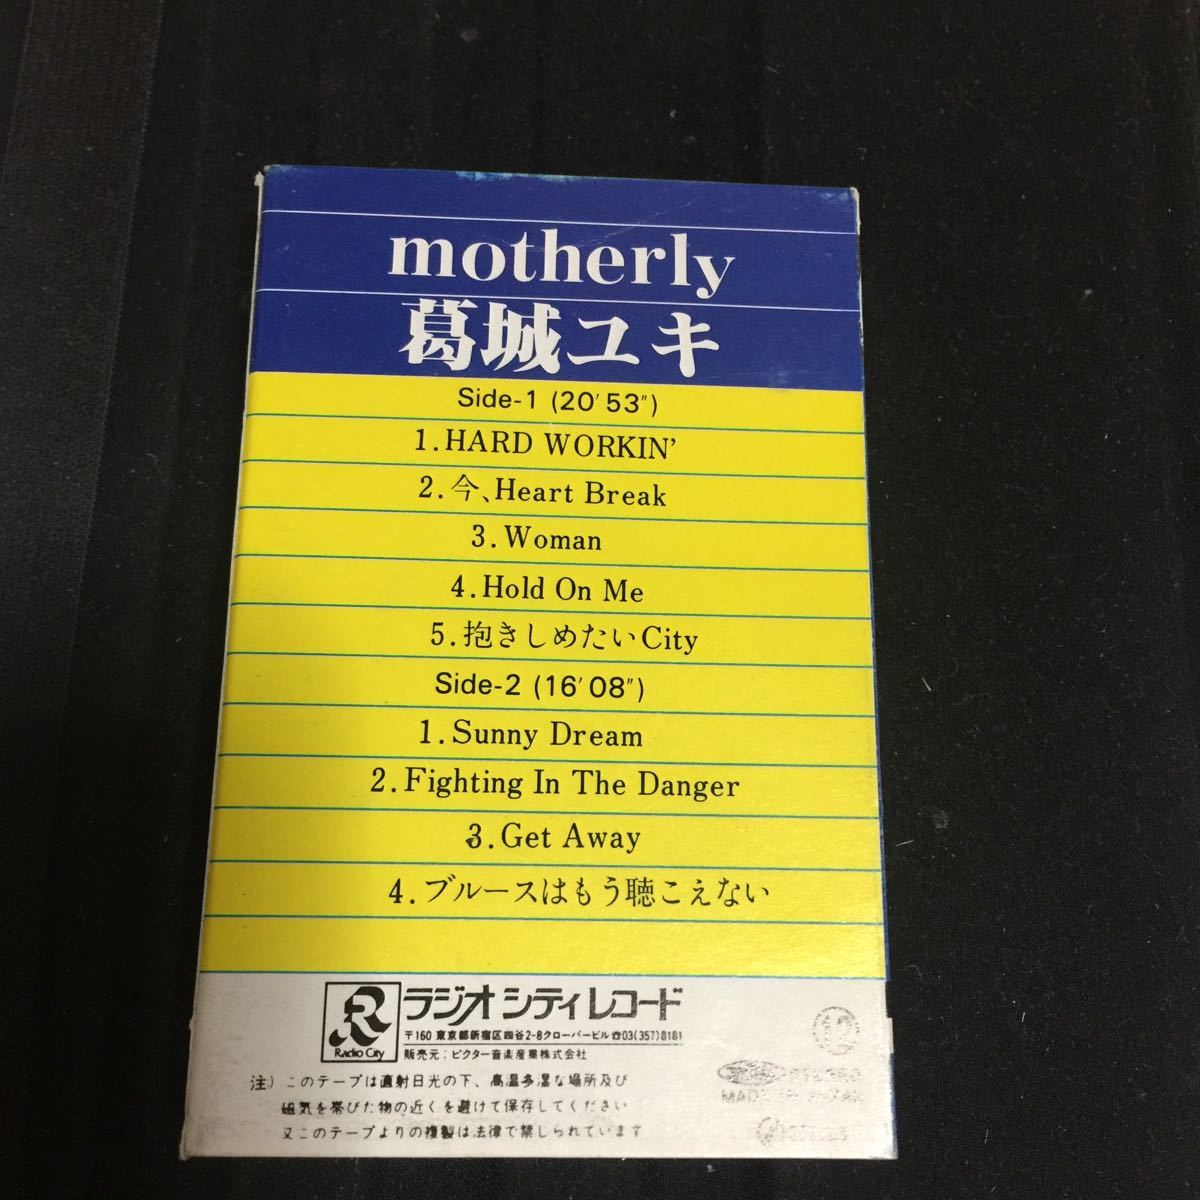 motherly
葛城ユキ
Side-1 (20'53")
1.HARD WORKIN'
2.今、Heart Break
3.Woman
4.Hold On Me
5.抱きしめたいCity
Side-2 (16'08")
1.Sunny Dream
2.Fighting In The Danger
3.Get Away
4.ブルースはもう聴こえない
R
Radio City
ラジオシティレコード
〒160 東京都新宿区四谷2-8クローバービル ☎03(357)8181
販売元:ビクター音楽産業株式会社
注)このテープは直射日光の下、高温多湿な場所及び
磁気を帯びた物の近くを避けて保存してください
又このテープよりの複製は法律で禁じられています
12
STEREO
MADE IN JAPAN